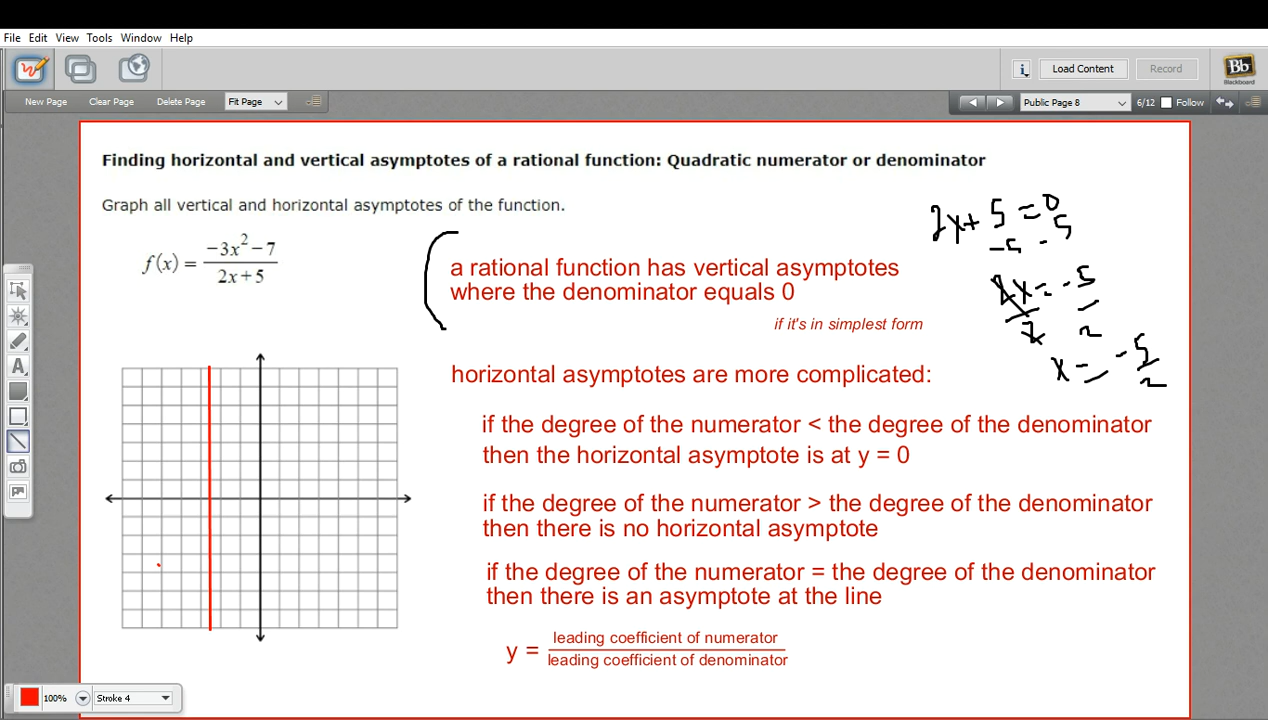 File Edit View Tools Window Help
Load Content
Record
Bb
Blackboard
New Page Clear Page Delete Page Fit Page
Public Page 8 6/12 Follow
Finding horizontal and vertical asymptotes of a rational function: Quadratic numerator or denominator
Graph all vertical and horizontal asymptotes of the function.
f(x) = (−3x² − 7)/(2x + 5)
a rational function has vertical asymptotes
where the denominator equals 0
if it's in simplest form
2x + 5 = 0
-5 -5
2x = -5
2 2
x = -5/2
horizontal asymptotes are more complicated:
if the degree of the numerator < the degree of the denominator
then the horizontal asymptote is at y = 0
if the degree of the numerator > the degree of the denominator
then there is no horizontal asymptote
if the degree of the numerator = the degree of the denominator
then there is an asymptote at the line
y = leading coefficient of numerator
leading coefficient of denominator
100% Stroke 4